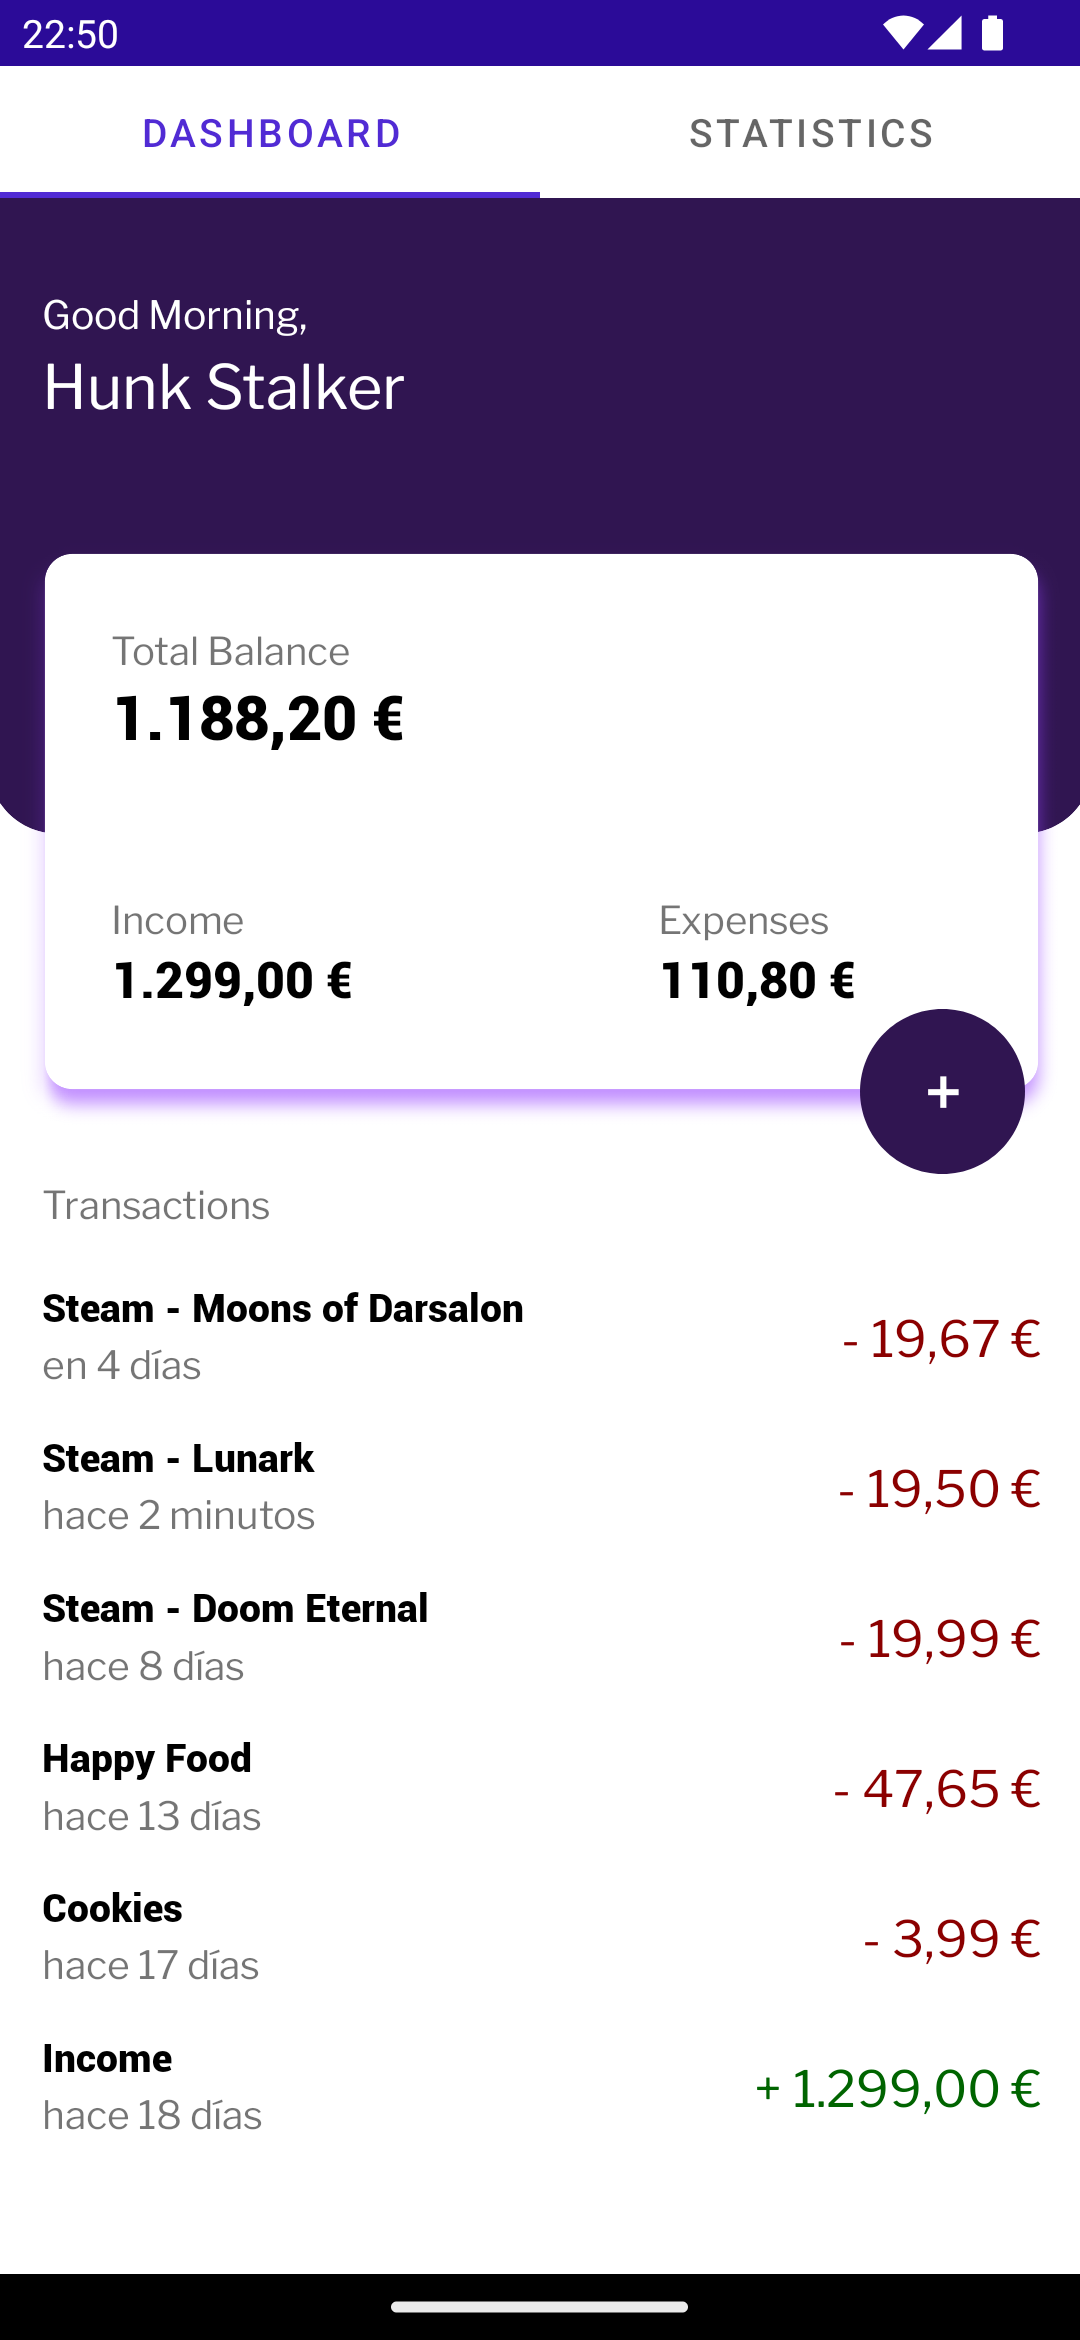 22:50
DASHBOARD STATISTICS
Good Morning,
Hunk Stalker
Total Balance
1.188,20 €
Income Expenses
1.299,00 € 110,80 €
+
Transactions
Steam - Moons of Darsalon
- 19,67 €
en 4 días
Steam - Lunark
- 19,50 €
hace 2 minutos
Steam - Doom Eternal
- 19,99 €
hace 8 días
Happy Food
- 47,65 €
hace 13 días
Cookies
- 3,99 €
hace 17 días
Income
+ 1.299,00 €
hace 18 días